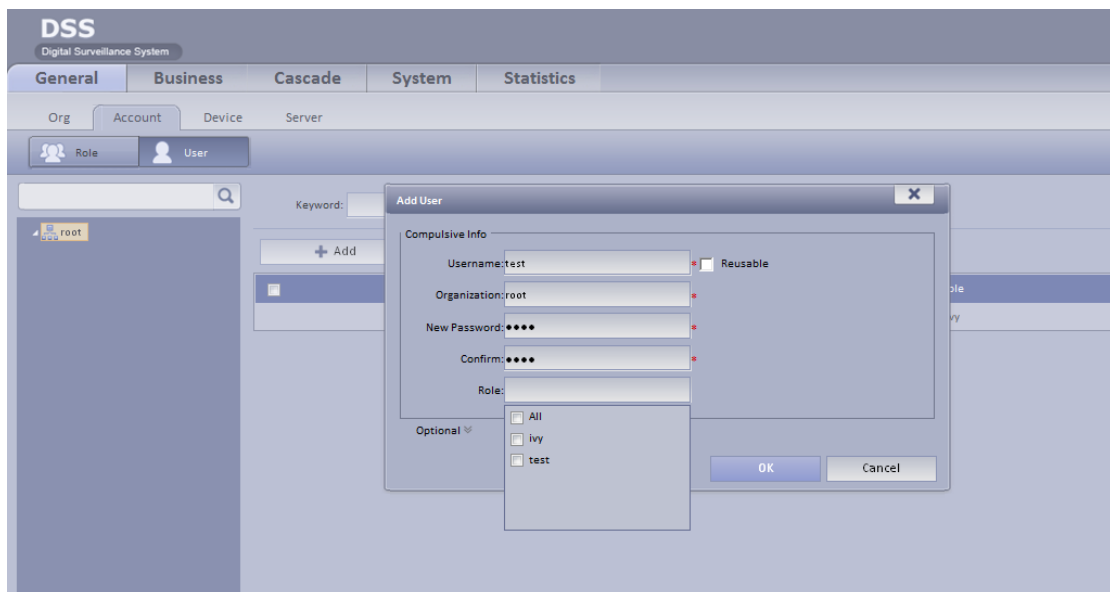 DSS
Digital Surveillance System
General Business Cascade System Statistics
Org Account Device Server
Role User
Keyword:
Add User
root
Compulsive Info
Add
Username: test * Reusable
Organization: root *
New Password: •••• *
Confirm: •••• *
Role:
All
Optional
ivy
test
OK Cancel